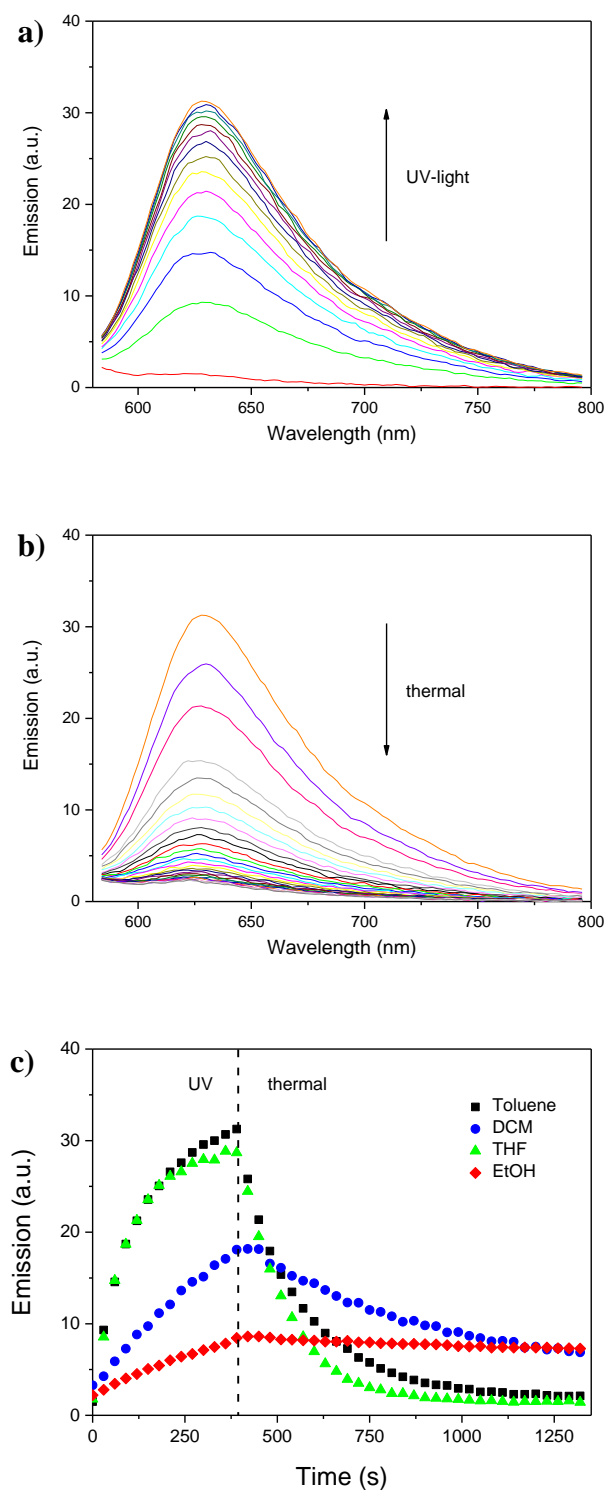 a)
40
30
20
10
0
Emission (a.u.)
UV-light
600 650 700 750 800
Wavelength (nm)
b)
40
30
20
10
0
Emission (a.u.)
thermal
600 650 700 750 800
Wavelength (nm)
c)
40
30
20
10
0
Emission (a.u.)
UV thermal
Toluene
DCM
THF
EtOH
0 250 500 750 1000 1250
Time (s)